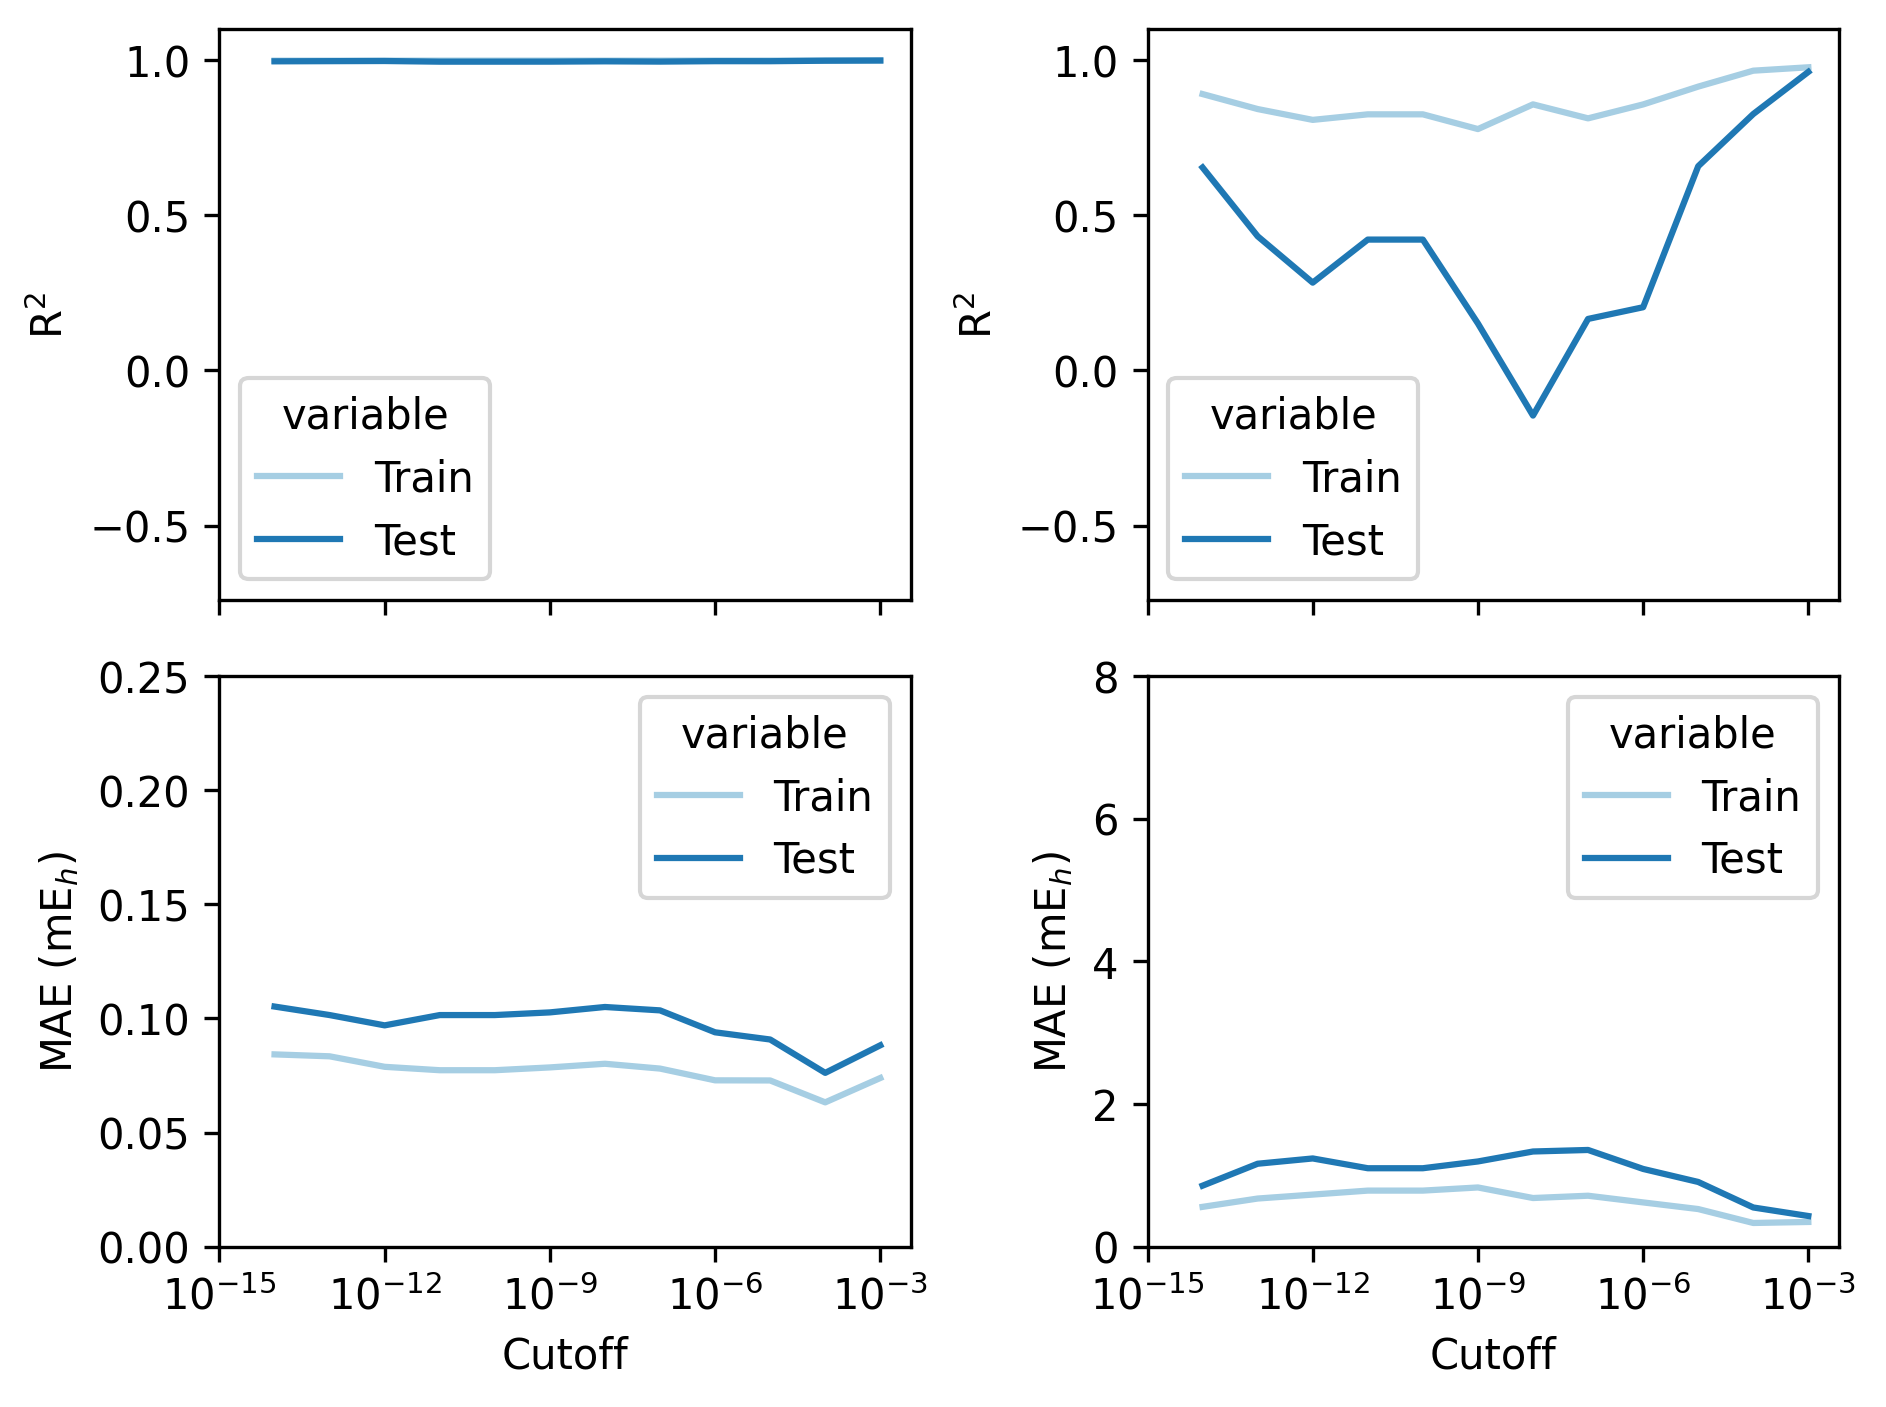 1.0
0.5
0.0
−0.5
R²
variable
Train
Test
1.0
0.5
0.0
−0.5
R²
variable
Train
Test
0.25
0.20
0.15
0.10
0.05
0.00
MAE (mEₕ)
variable
Train
Test
10⁻¹⁵ 10⁻¹² 10⁻⁹ 10⁻⁶ 10⁻³
Cutoff
8
6
4
2
0
MAE (mEₕ)
variable
Train
Test
10⁻¹⁵ 10⁻¹² 10⁻⁹ 10⁻⁶ 10⁻³
Cutoff